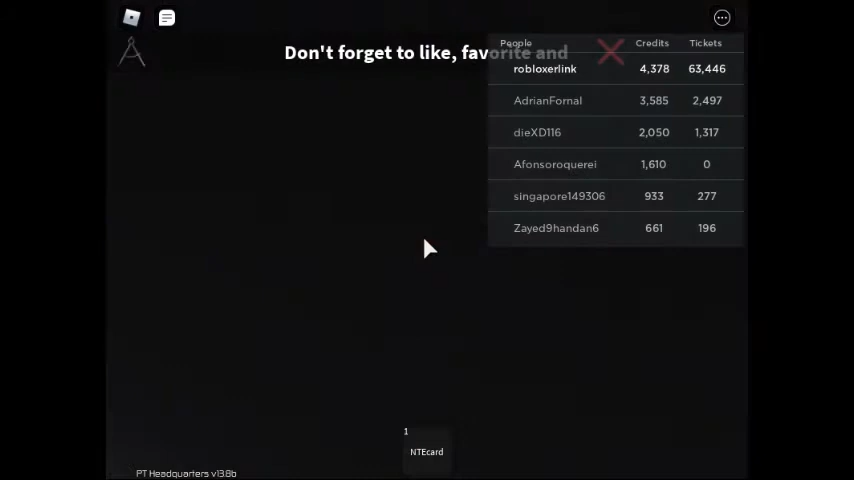 Don't forget to like, favorite and
People Credits Tickets
robloxerlink 4,378 63,446
AdrianFornal 3,585 2,497
dieXD116 2,050 1,317
Afonsoroquerei 1,610 0
singapore149306 933 277
Zayed9handan6 661 196
1
NTEcard
PT Headquarters v13.8b